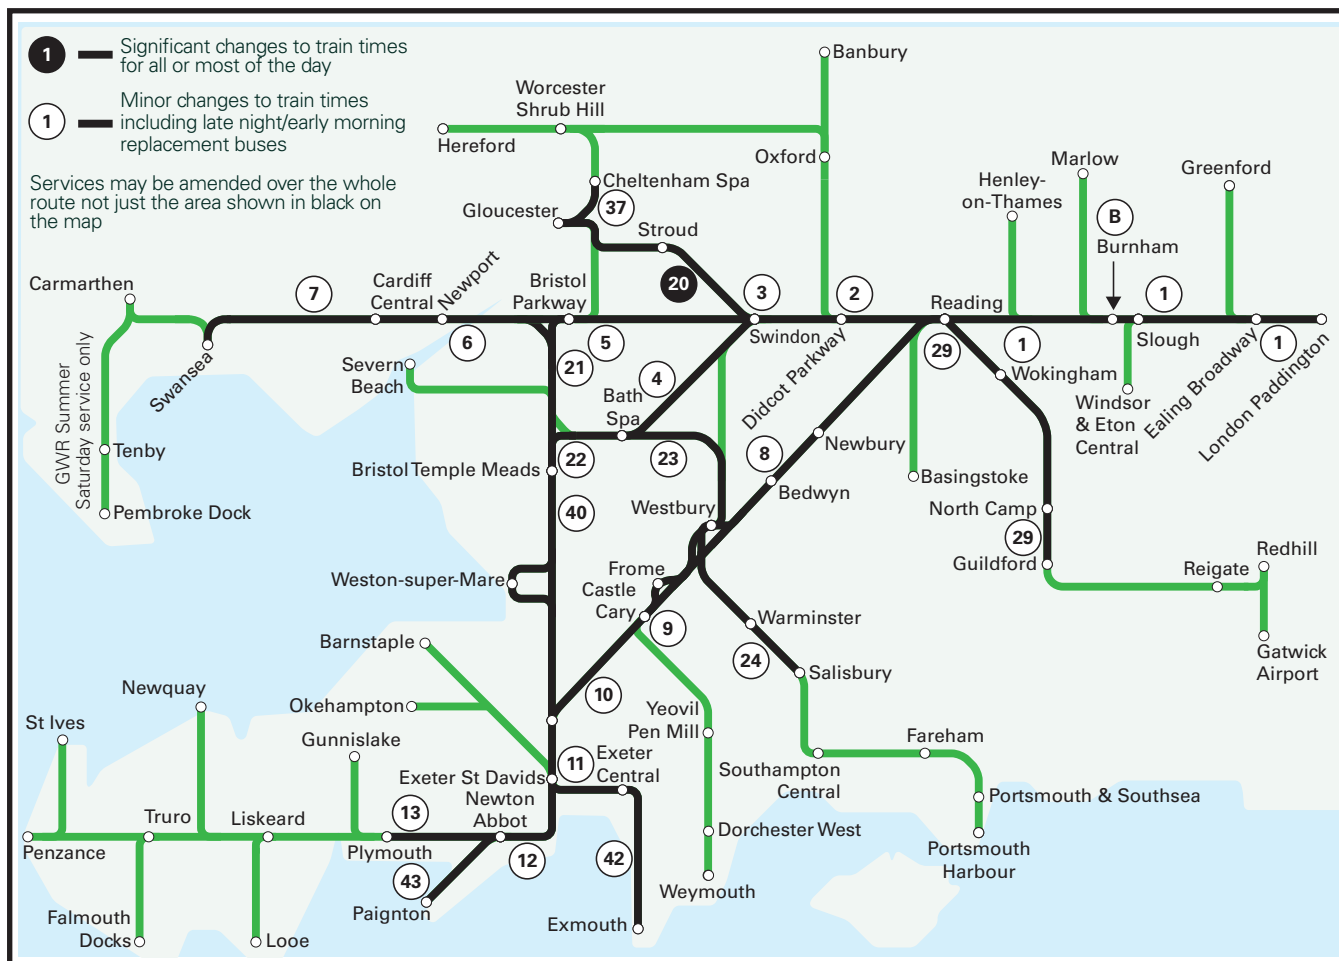 1
Significant changes to train times
for all or most of the day
1
Minor changes to train times
including late night/early morning
replacement buses
Services may be amended over the whole
route not just the area shown in black on
the map
Banbury
Worcester
Shrub Hill
Hereford
Oxford
Marlow
Greenford
Henley-
on-Thames
Cheltenham Spa
37
Gloucester
Stroud
B
Burnham
20
Carmarthen
7
Cardiff
Central
Newport
Bristol
Parkway
3
2
Reading
1
Swansea
6
5
Swindon
Didcot Parkway
29
1
Slough
Ealing Broadway
1
London Paddington
GWR Summer
Saturday service only
Severn
Beach
21
4
Wokingham
Windsor
& Eton
Central
Bath
Spa
Tenby
Newbury
Bristol Temple Meads
22
23
8
Bedwyn
Basingstoke
Pembroke Dock
40
Westbury
North Camp
29
Guildford
Redhill
Reigate
Weston-super-Mare
Frome
Castle
Cary
9
Warminster
24
Salisbury
Gatwick
Airport
Barnstaple
Newquay
Okehampton
10
Yeovil
Pen Mill
St Ives
Gunnislake
11
Exeter
Central
Southampton
Central
Fareham
Exeter St Davids
Newton
Abbot
Portsmouth & Southsea
Truro
Liskeard
13
Penzance
Plymouth
12
42
Dorchester West
Portsmouth
Harbour
43
Paignton
Weymouth
Falmouth
Docks
Looe
Exmouth